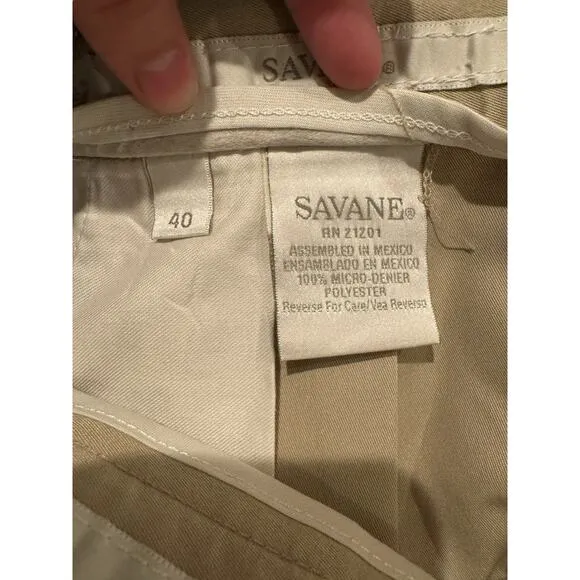 SAVANE®
40
SAVANE®
RN 21201
ASSEMBLED IN MEXICO
ENSAMBLADO EN MEXICO
100% MICRO-DENIER
POLYESTER
Reverse For Care/Vea Reverso